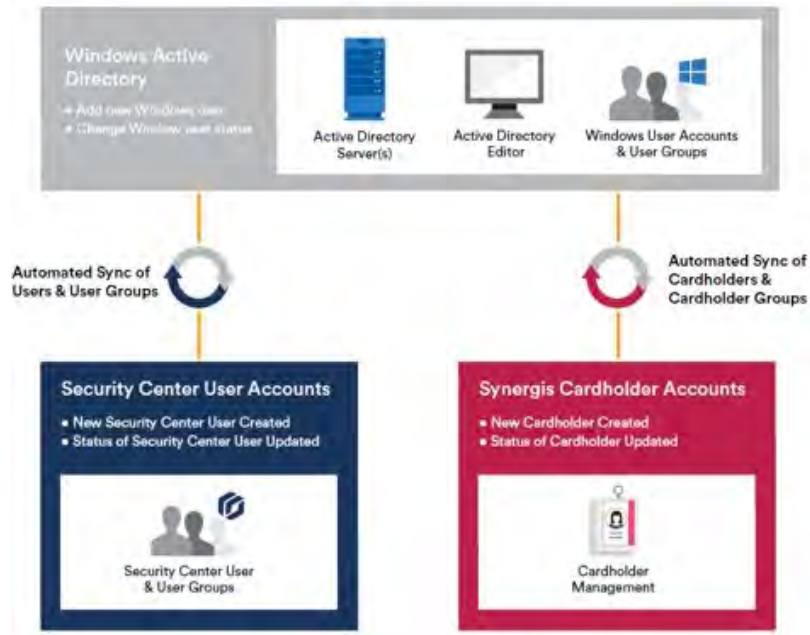 Windows Active
Directory
• Add new Windows user
• Change Window user status
Active Directory
Server(s)
Active Directory
Editor
Windows User Accounts
& User Groups
Automated Sync of
Users & User Groups
Automated Sync of
Cardholders &
Cardholder Groups
Security Center User Accounts
• New Security Center User Created
• Status of Security Center User Updated
Security Center User
& User Groups
Synergis Cardholder Accounts
• New Cardholder Created
• Status of Cardholder Updated
Cardholder
Management